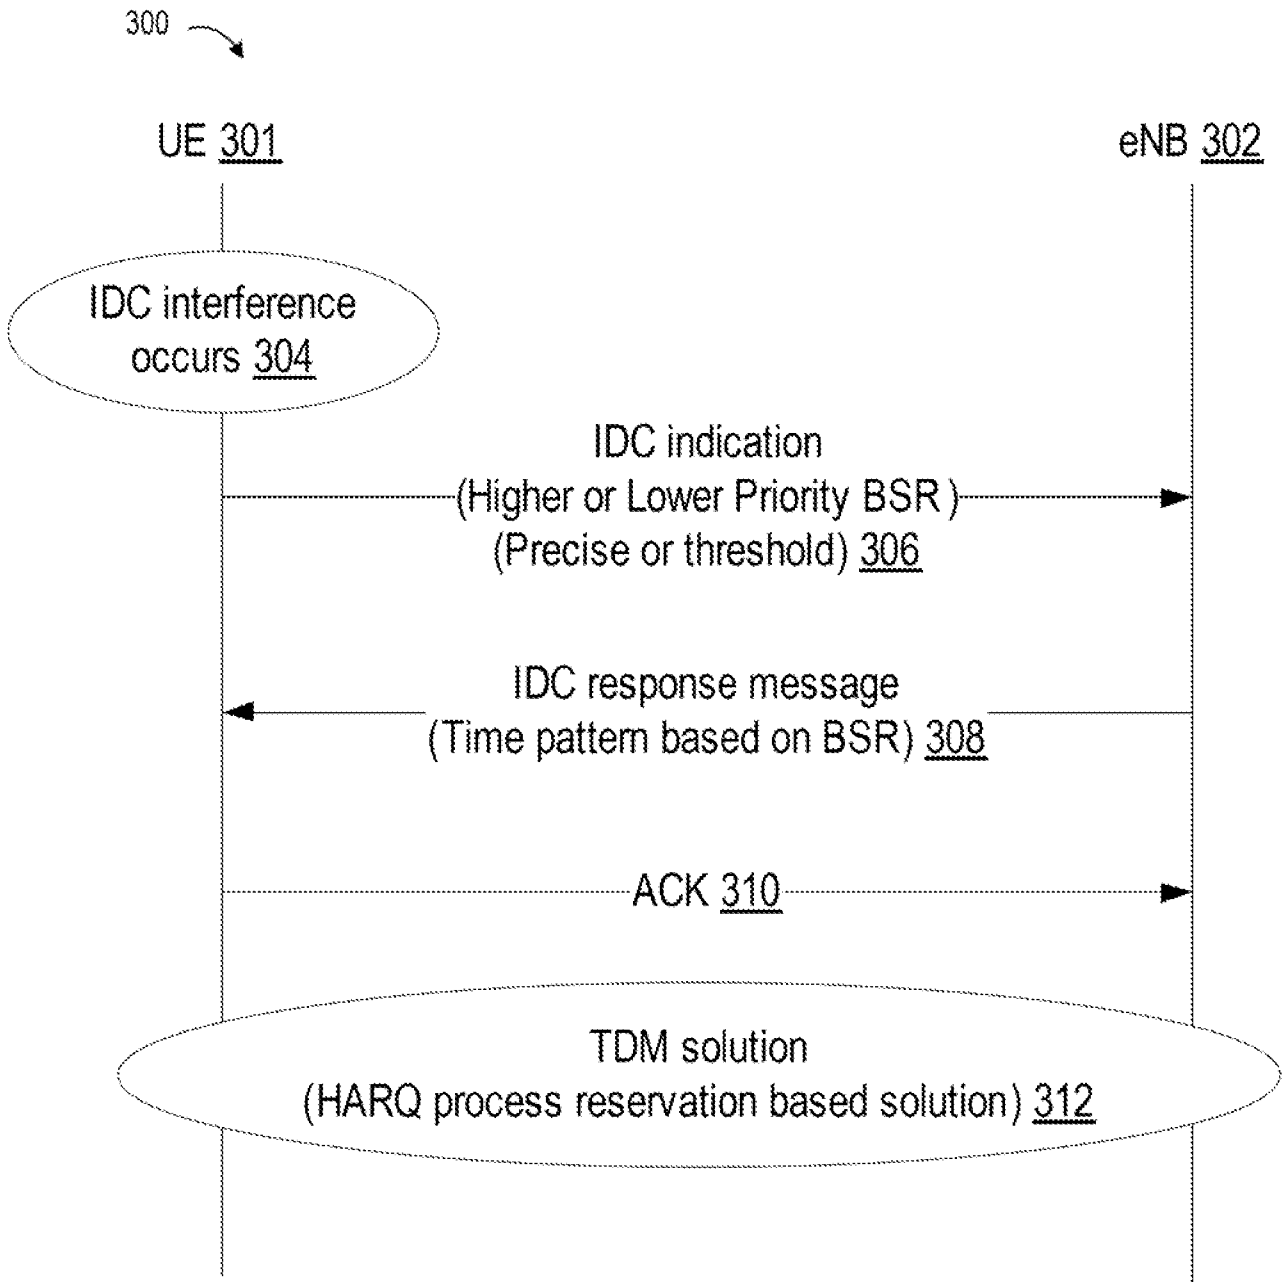 300
UE 301
eNB 302
IDC interference
occurs 304
IDC indication
(Higher or Lower Priority BSR )
(Precise or threshold) 306
IDC response message
(Time pattern based on BSR) 308
ACK 310
TDM solution
(HARQ process reservation based solution) 312